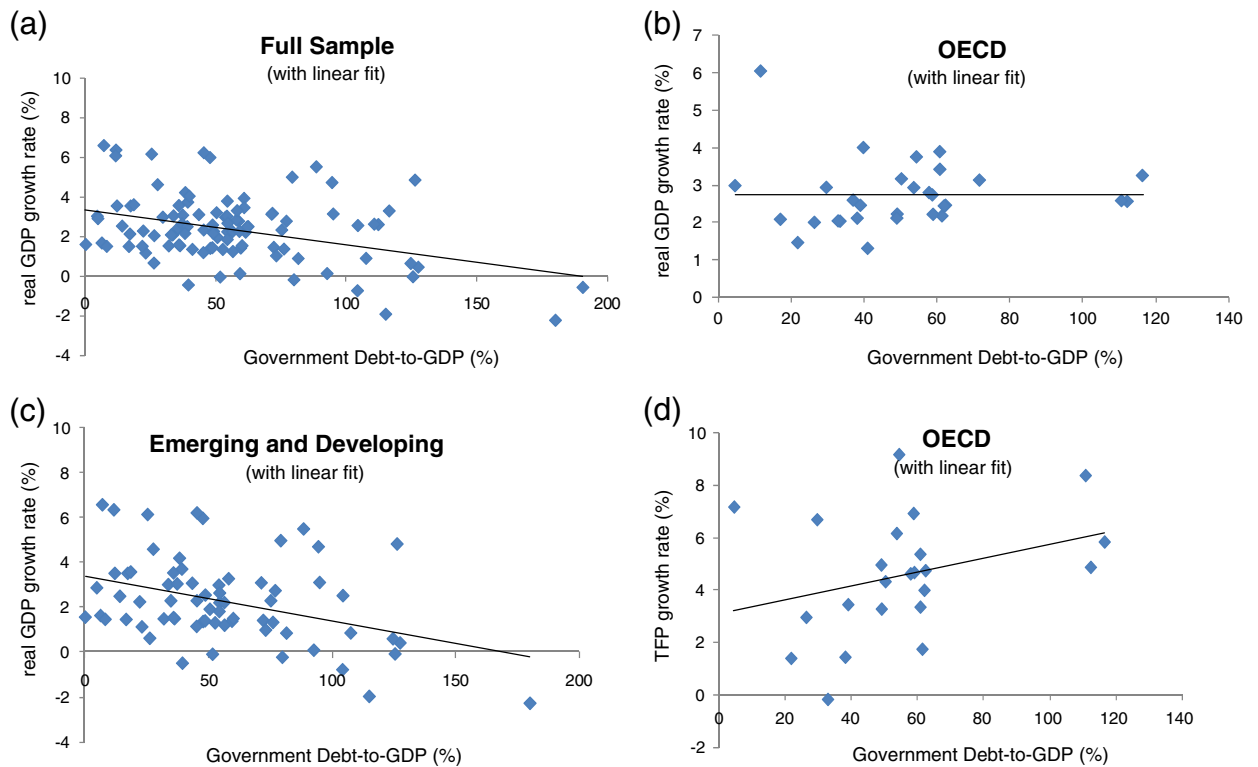 (a)
Full Sample
(with linear fit)
real GDP growth rate (%)
10
8
6
4
2
0
-2
-4
0
50
100
150
200
Government Debt-to-GDP (%)
(b)
OECD
(with linear fit)
real GDP growth rate (%)
7
6
5
4
3
2
1
0
0
20
40
60
80
100
120
140
Government Debt-to-GDP (%)
(c)
Emerging and Developing
(with linear fit)
real GDP growth rate (%)
10
8
6
4
2
0
-2
-4
0
50
100
150
200
Government Debt-to-GDP (%)
(d)
OECD
(with linear fit)
TFP growth rate (%)
10
8
6
4
2
0
-2
0
20
40
60
80
100
120
140
Government Debt-to-GDP (%)